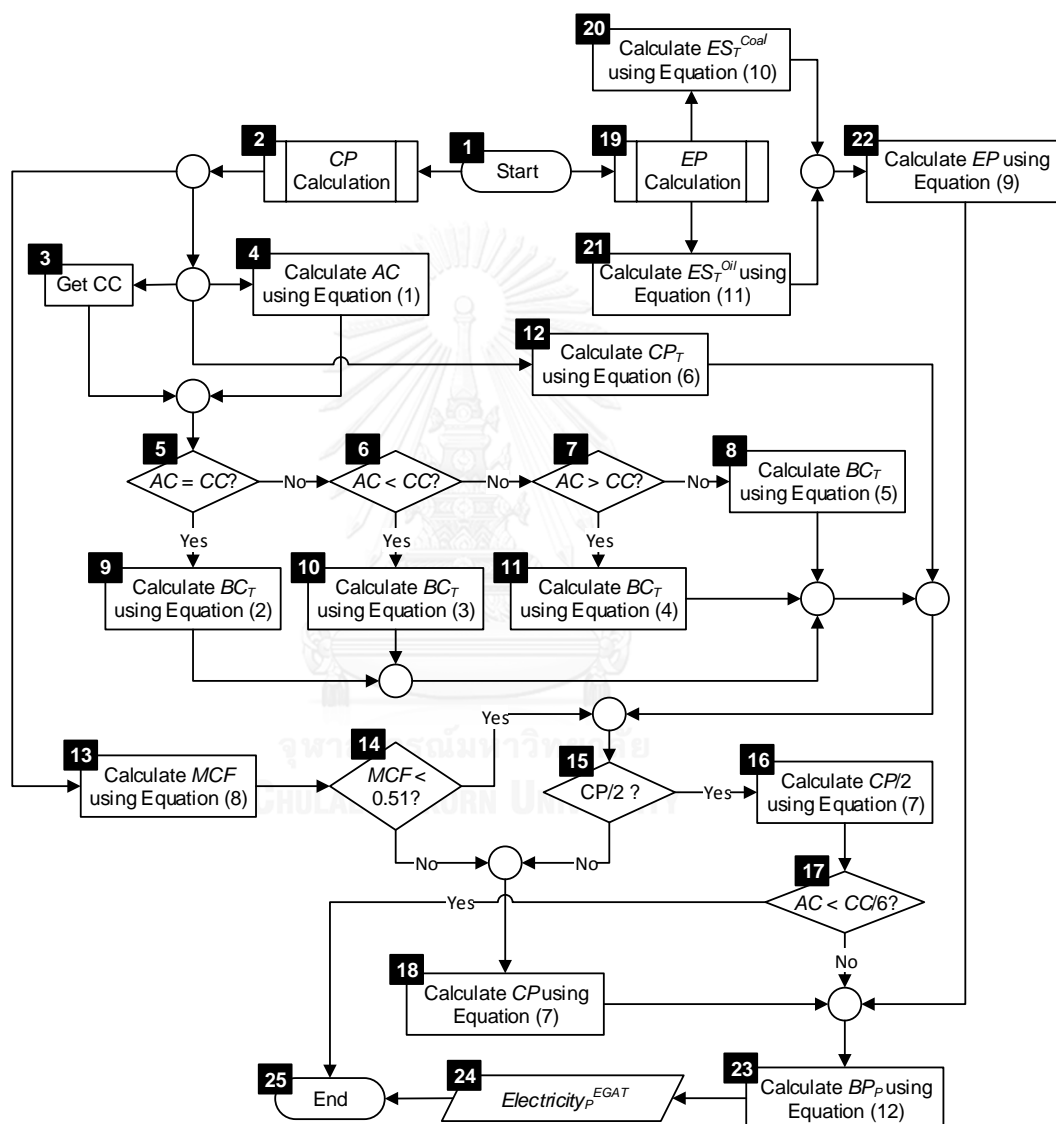 20
Calculate ES_T^Coal
using Equation (10)
2
CP
Calculation
1
Start
19
EP
Calculation
22
Calculate EP using
Equation (9)
3
Get CC
4
Calculate AC
using Equation (1)
21
Calculate ES_T^Oil using
Equation (11)
12
Calculate CP_T
using Equation (6)
5
AC = CC?
No
6
AC < CC?
No
7
AC > CC?
No
8
Calculate BC_T
using Equation (5)
Yes
Yes
Yes
9
Calculate BC_T
using Equation (2)
10
Calculate BC_T
using Equation (3)
11
Calculate BC_T
using Equation (4)
Yes
13
Calculate MCF
using Equation (8)
14
MCF <
0.51?
15
CP/2 ?
Yes
16
Calculate CP/2
using Equation (7)
No
No
17
AC < CC/6?
Yes
No
18
Calculate CP using
Equation (7)
25
End
24
Electricity_P^EGAT
23
Calculate BP_P using
Equation (12)